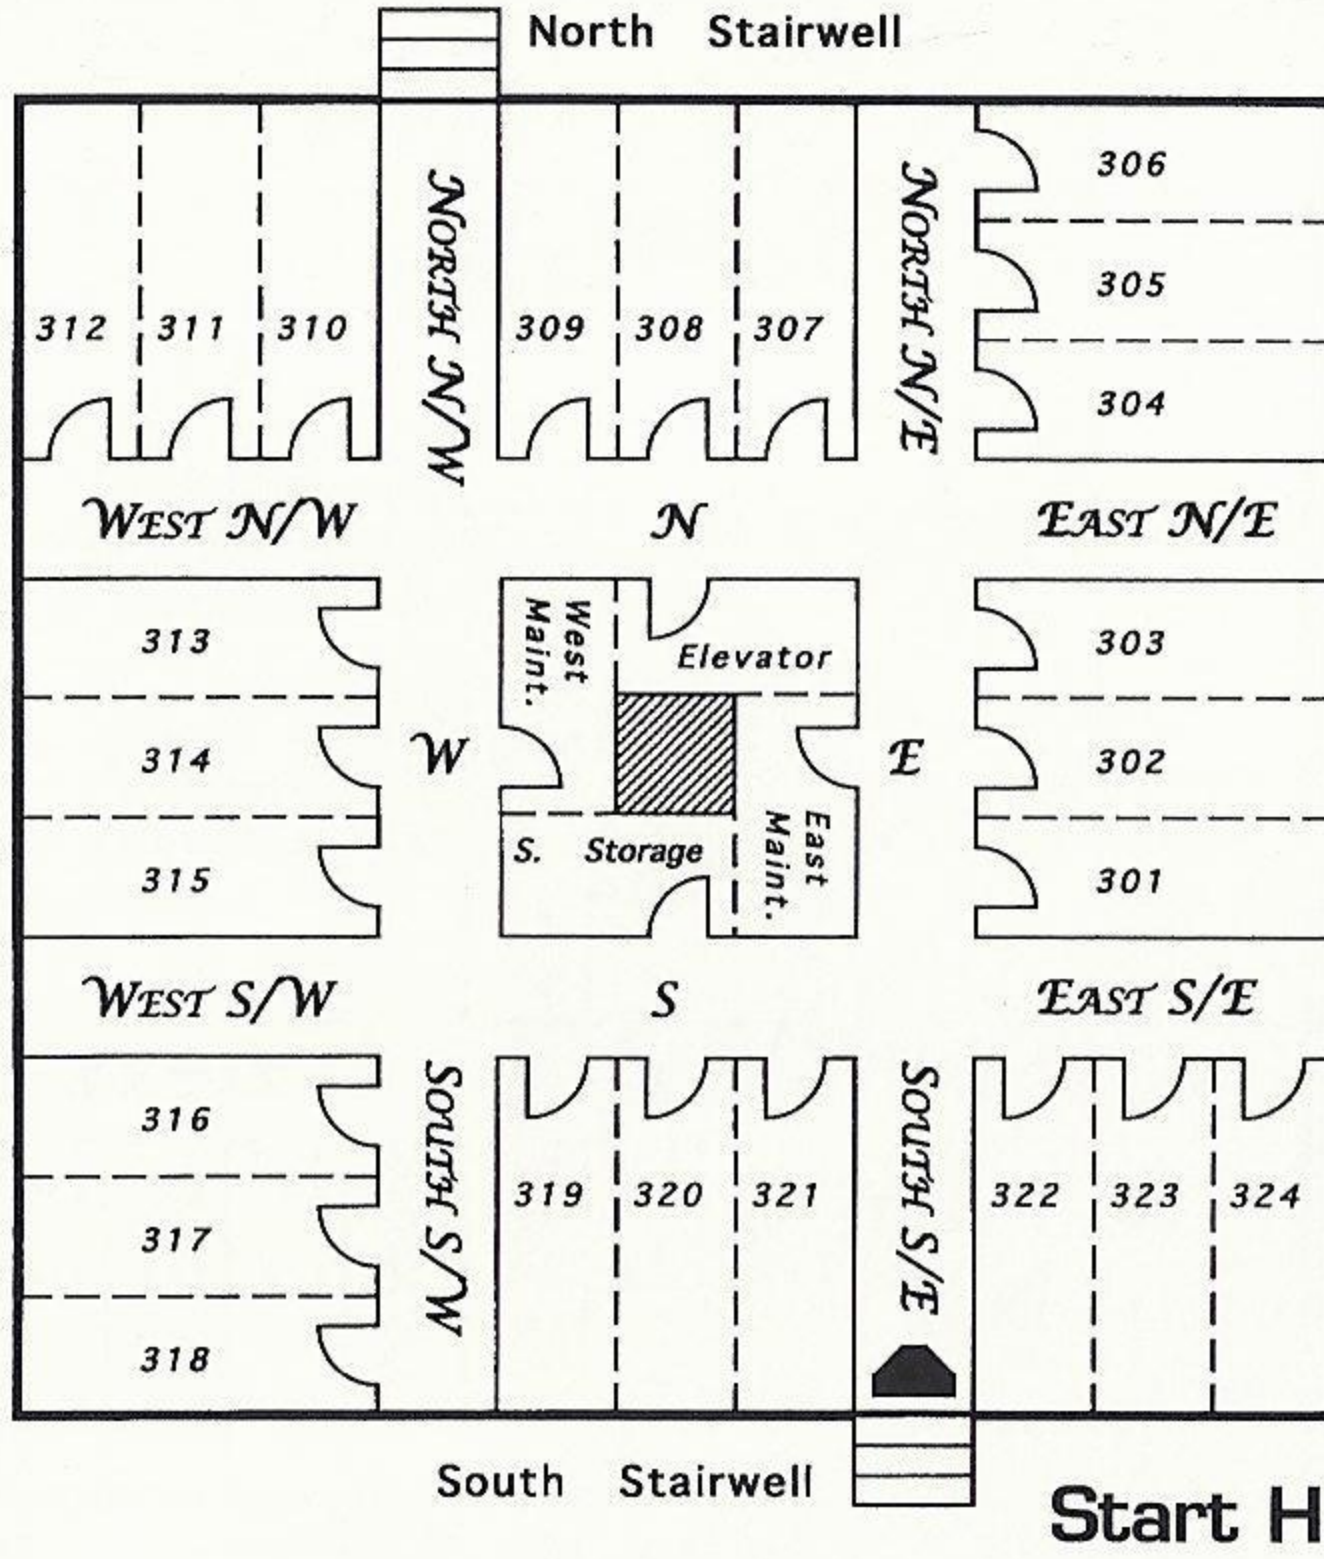 North Stairwell
306
305
312 311 310
NORTH N/W
309 308 307
NORTH N/E
304
WEST N/W
N
EAST N/E
313
West
Maint.
Elevator
303
314
W
E
302
315
S. Storage
East
Maint.
301
WEST S/W
S
EAST S/E
316
SOUTH S/W
319 320 321
SOUTH S/E
322 323 324
317
318
South Stairwell
Start H